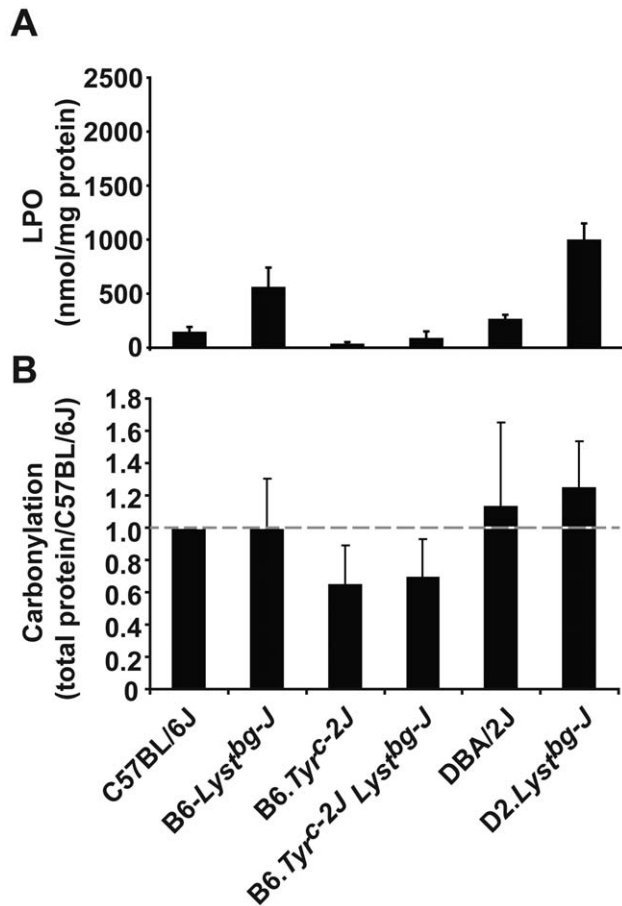 A
LPO
(nmol/mg protein)
2500
2000
1500
1000
500
0
B
Carbonylation
(total protein/C57BL/6J)
1.8
1.6
1.4
1.2
1.0
0.8
0.6
0.4
0.2
0
C57BL/6J
B6-Lystbg-J
B6.Tyrc-2J
B6.Tyrc-2J Lystbg-J
DBA/2J
D2.Lystbg-J